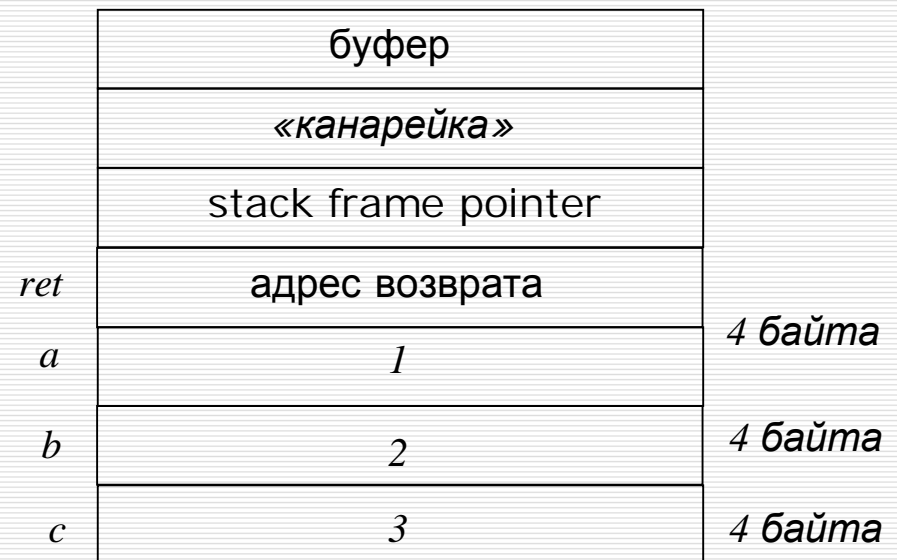 буфер
«канарейка»
stack frame pointer
ret адрес возврата
a 1 4 байта
b 2 4 байта
c 3 4 байта